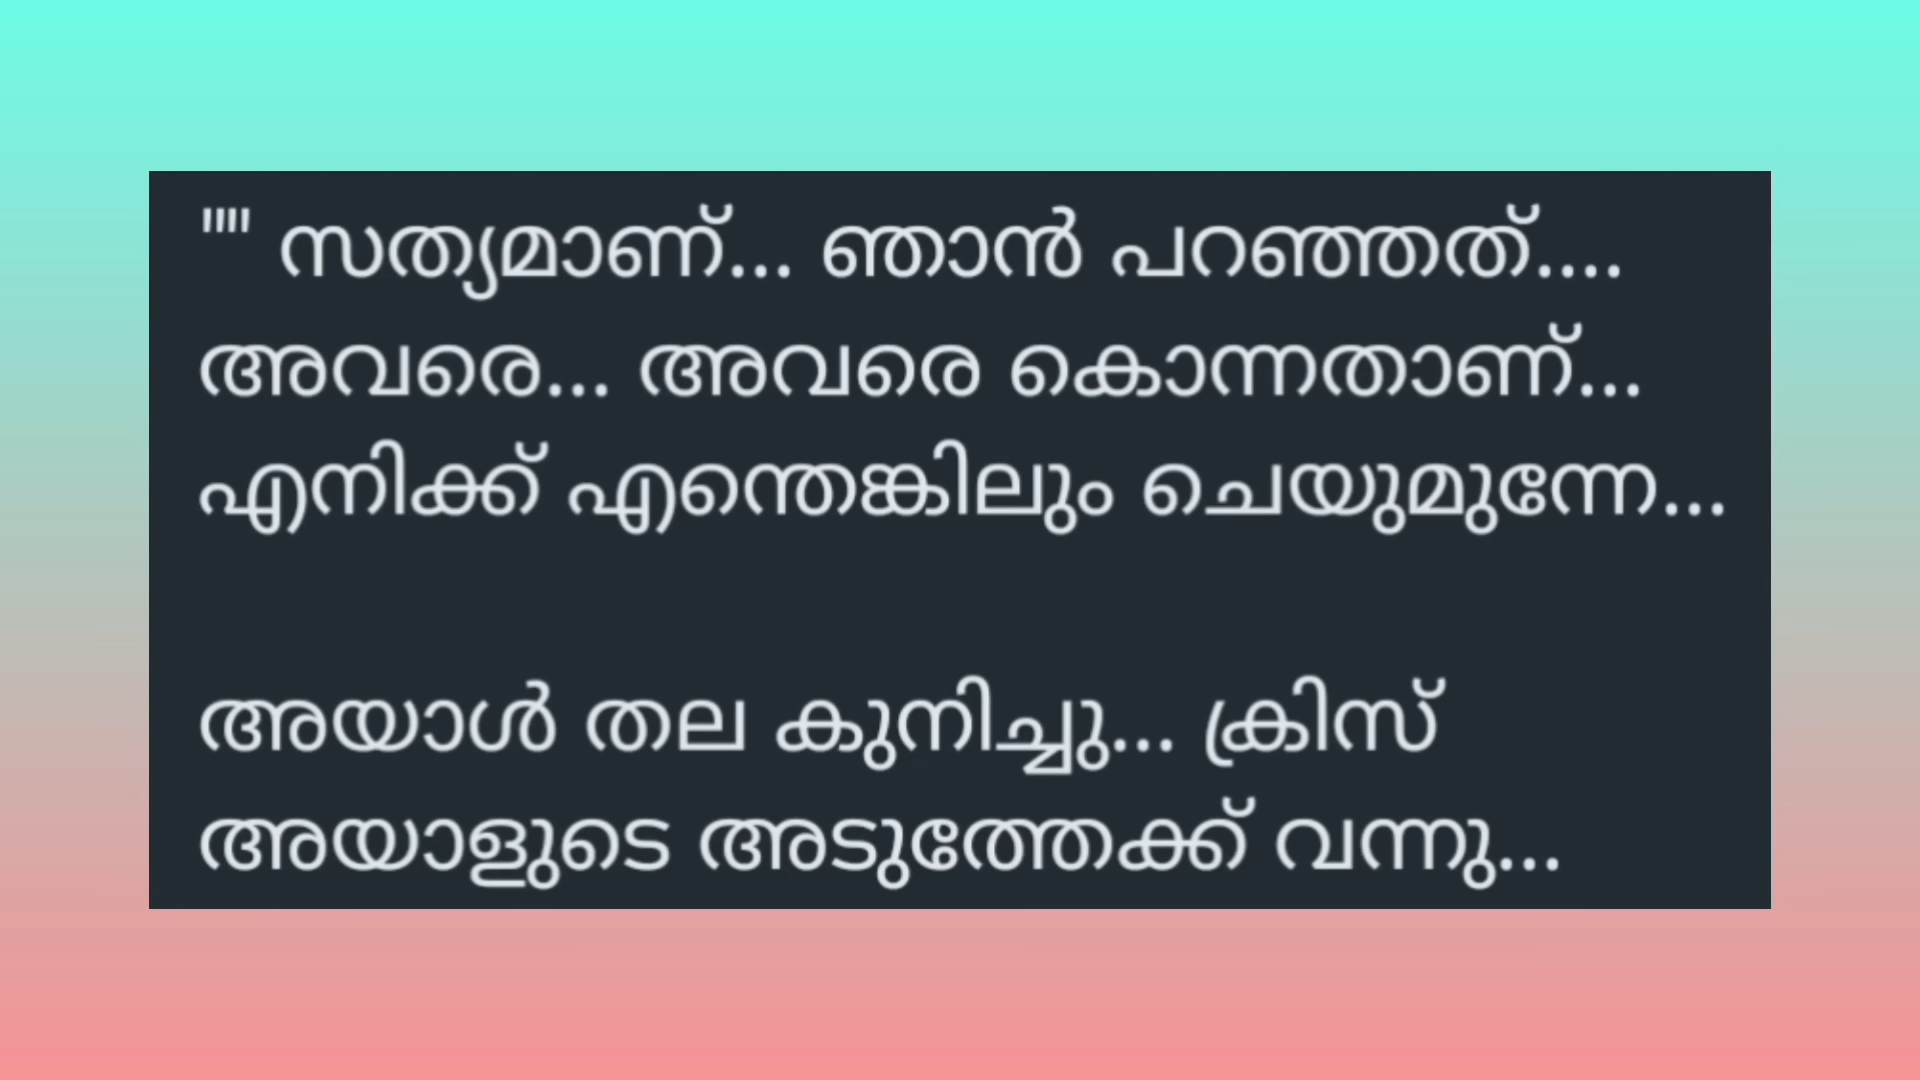 "" സത്യമാണ്... ഞാൻ പറഞ്ഞത്....
അവരെ... അവരെ കൊന്നതാണ്...
എനിക്ക് എന്തെങ്കിലും ചെയുമുന്നേ...
അയാൾ തല കുനിച്ചു... ക്രിസ്
അയാളുടെ അടുത്തേക്ക് വന്നു...